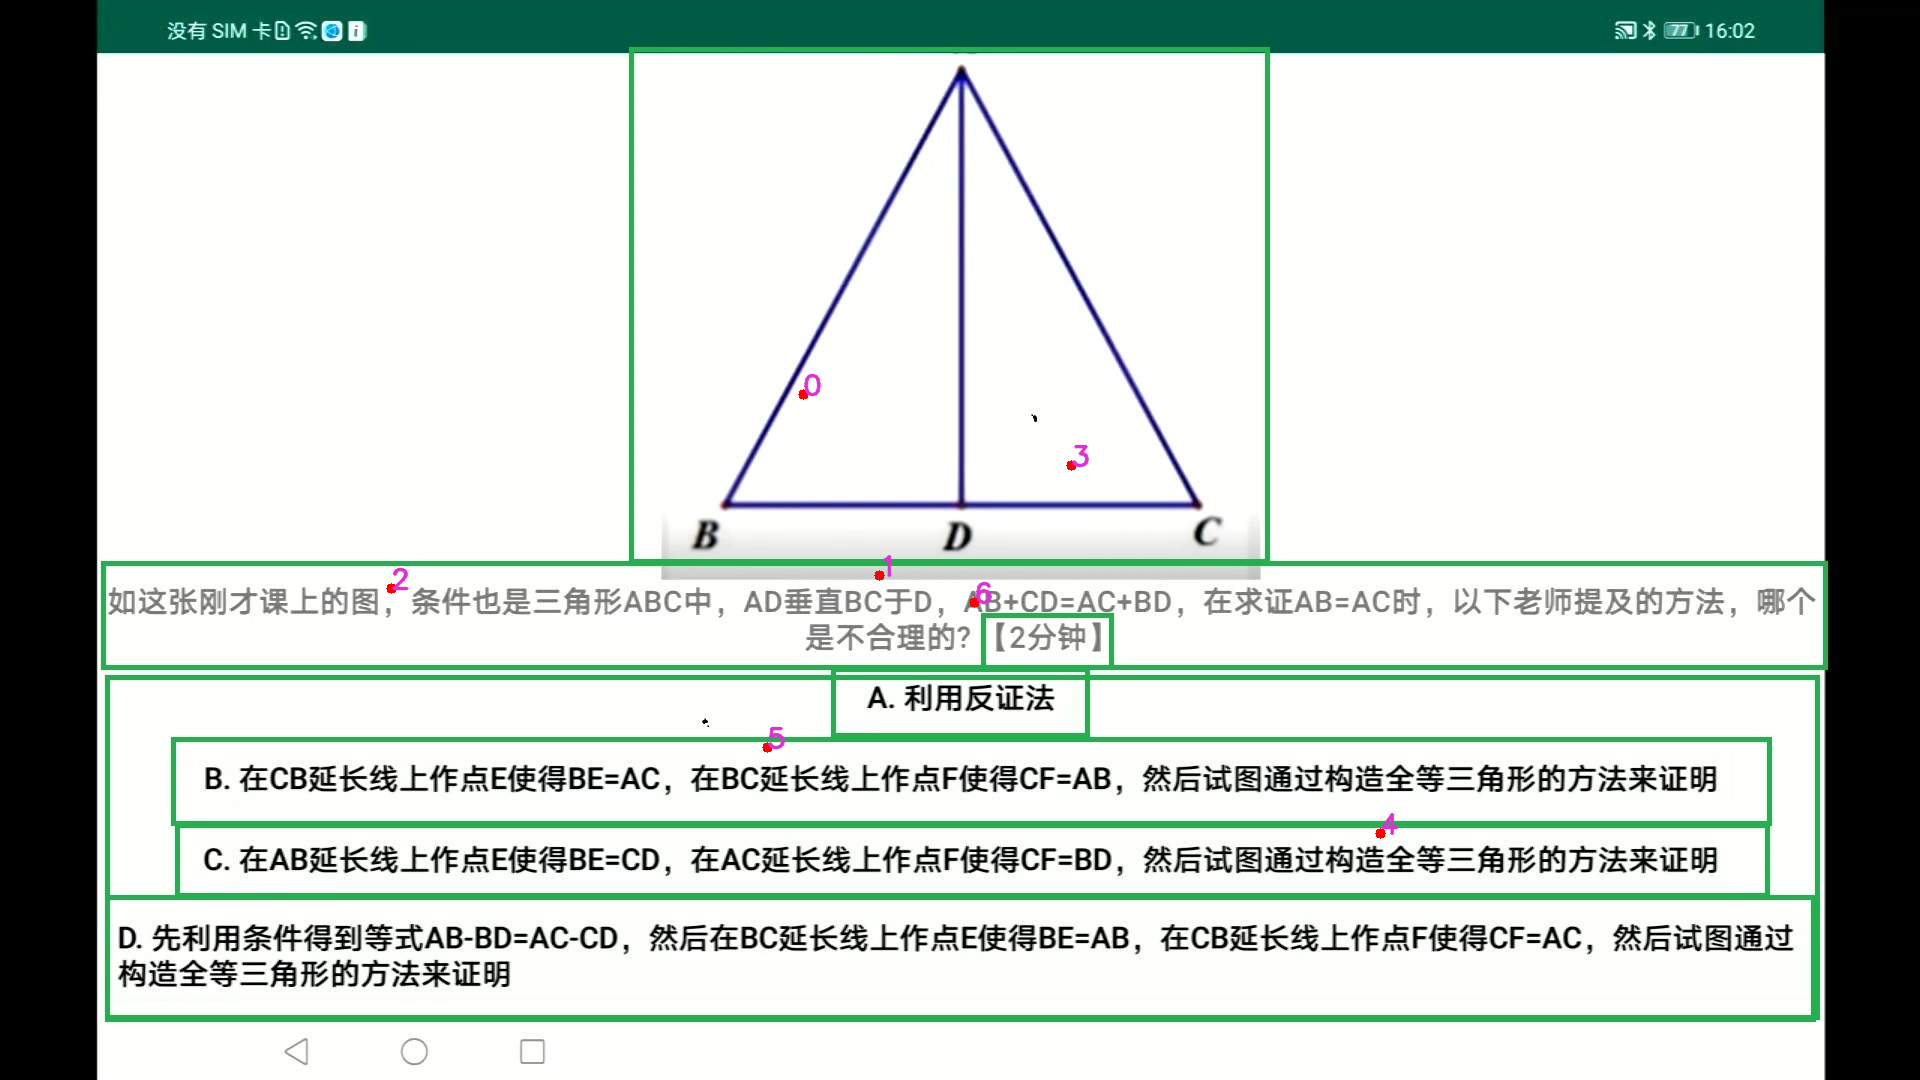 没有 SIM 卡
77 16:02
B D C
0
3
1
2
6
如这张刚才课上的图，条件也是三角形ABC中，AD垂直BC于D，AB+CD=AC+BD，在求证AB=AC时，以下老师提及的方法，哪个
是不合理的？【2分钟】
A. 利用反证法
5
B. 在CB延长线上作点E使得BE=AC，在BC延长线上作点F使得CF=AB，然后试图通过构造全等三角形的方法来证明
4
C. 在AB延长线上作点E使得BE=CD，在AC延长线上作点F使得CF=BD，然后试图通过构造全等三角形的方法来证明
D. 先利用条件得到等式AB-BD=AC-CD，然后在BC延长线上作点E使得BE=AB，在CB延长线上作点F使得CF=AC，然后试图通过
构造全等三角形的方法来证明